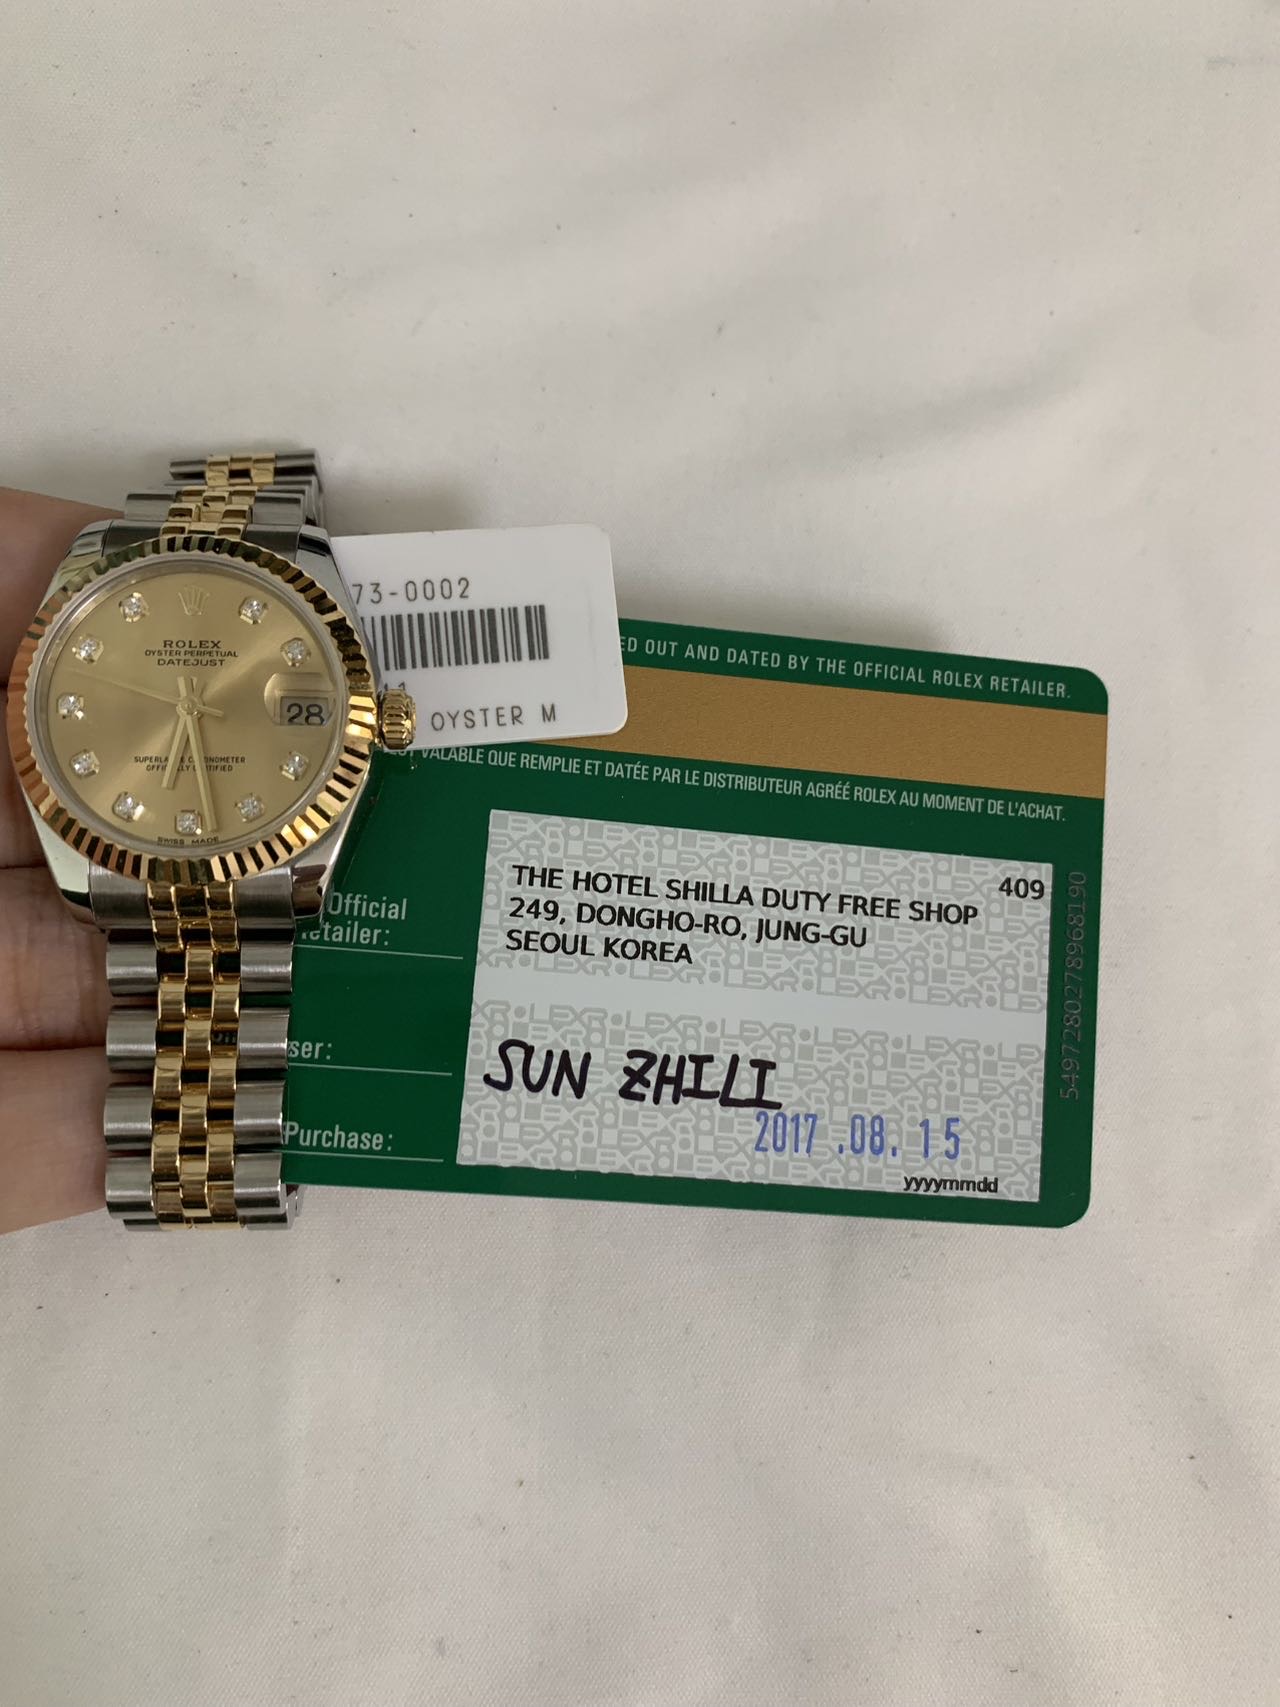 ROLEX
OYSTER PERPETUAL
DATEJUST
28
OFFICIALLY CERTIFIED
SWISS MADE
73-0002
OYSTER M
ED OUT AND DATED BY THE OFFICIAL ROLEX RETAILER.
VALABLE QUE REMPLIE ET DATÉE PAR LE DISTRIBUTEUR AGRÉÉ ROLEX AU MOMENT DE L'ACHAT.
Official
etailer:
THE HOTEL SHILLA DUTY FREE SHOP 409
249, DONGHO-RO, JUNG-GU
SEOUL KOREA
ser:
SUN ZHILI
Purchase:
2017 .08. 15
yyyymmdd
5497280278968190